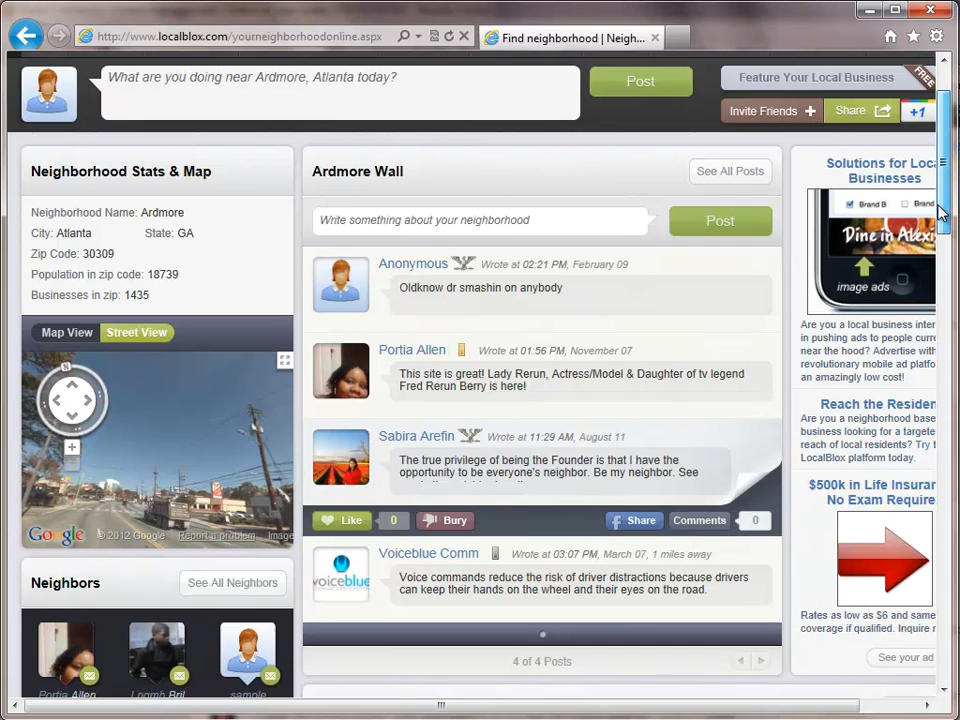 http://www.localblox.com/yourneighborhoodonline.aspx
Find neighborhood | Neigh...
What are you doing near Ardmore, Atlanta today?
Post
Feature Your Local Business
FREE
Invite Friends +
Share
+1
Neighborhood Stats & Map
Neighborhood Name: Ardmore
City: Atlanta State: GA
Zip Code: 30309
Population in zip code: 18739
Businesses in zip: 1435
Map View
Street View
N
Google
© 2012 Google
Report a problem
Image
Neighbors
See All Neighbors
Portia Allen
sample
Ardmore Wall
See All Posts
Write something about your neighborhood
Post
Anonymous Wrote at 02:21 PM, February 09
Oldknow dr smashin on anybody
Portia Allen Wrote at 01:56 PM, November 07
This site is great! Lady Rerun, Actress/Model & Daughter of tv legend
Fred Rerun Berry is here!
Sabira Arefin Wrote at 11:29 AM, August 11
The true privilege of being the Founder is that I have the
opportunity to be everyone's neighbor. Be my neighbor. See
Like 0 Bury
Share Comments 0
Voiceblue Comm Wrote at 03:07 PM, March 07, 1 miles away
voiceblue
Voice commands reduce the risk of driver distractions because drivers
can keep their hands on the wheel and their eyes on the road.
4 of 4 Posts
Solutions for Loca
Businesses
Brand B Brand
Dine in Alexi
image ads
Are you a local business inter
in pushing ads to people curre
near the hood? Advertise with
revolutionary mobile ad platfo
an amazingly low cost!
Reach the Residen
Are you a neighborhood base
business looking for a targete
reach of local residents? Try t
LocalBlox platform today.
$500k in Life Insuran
No Exam Require
Rates as low as $6 and same
coverage if qualified. Inquire n
See your ad